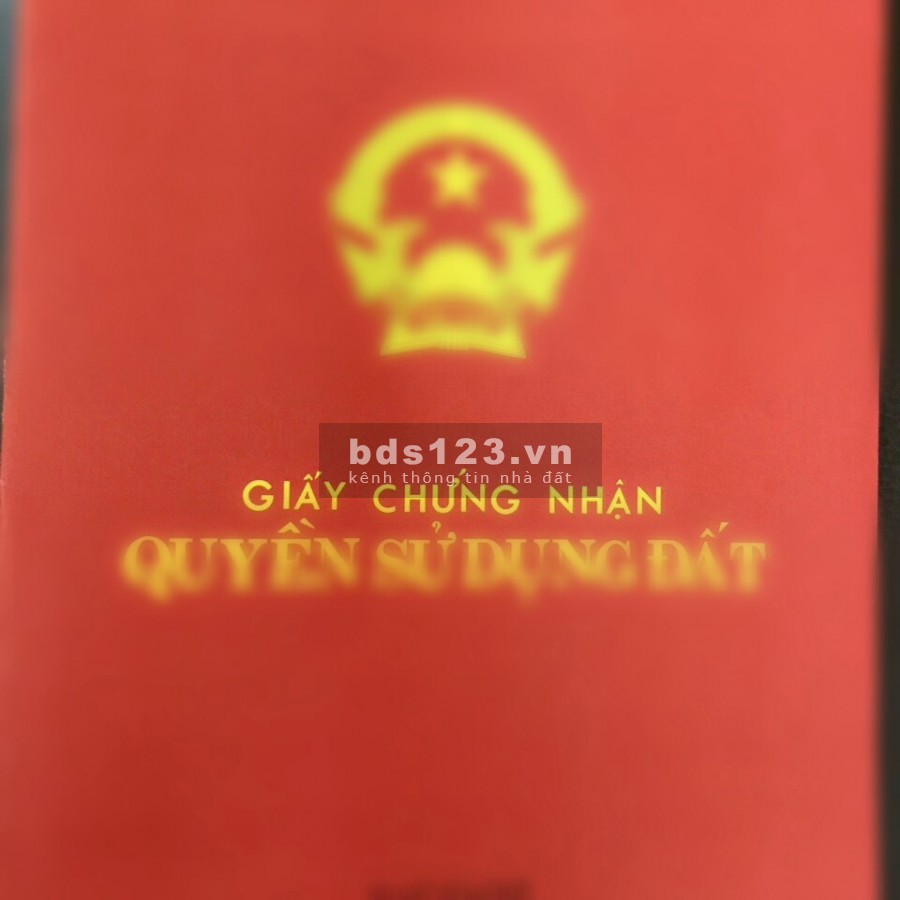 bds123.vn
kênh thông tin nhà đất
GIẤY CHỨNG NHẬN
QUYỀN SỬ DỤNG ĐẤT